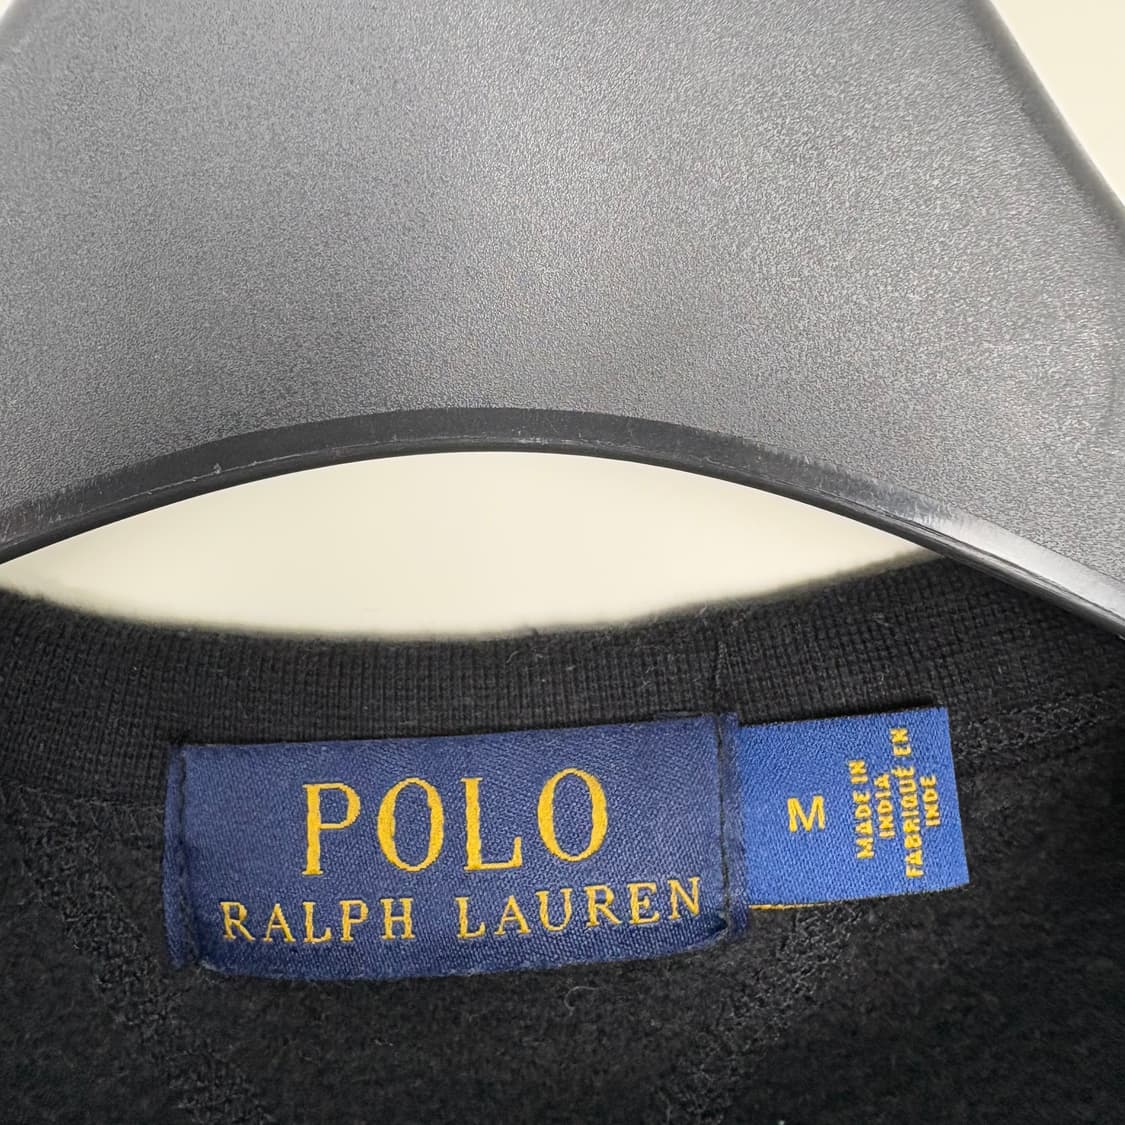 POLO
RALPH LAUREN
M
MADE IN
INDIA
FABRIQUÉ EN
INDE